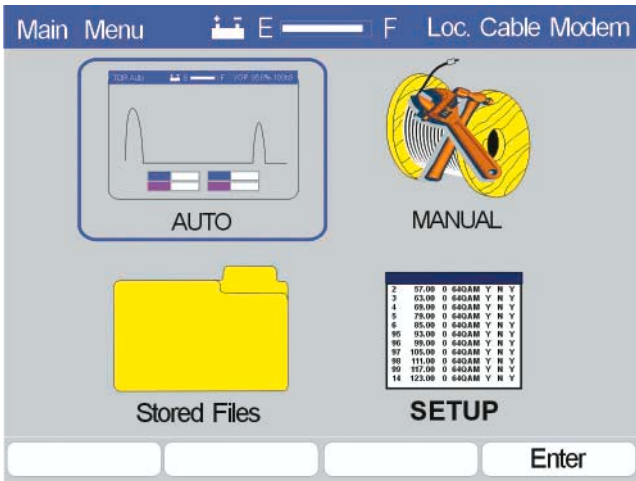 Main Menu E F Loc. Cable Modem
TDR Auto E F VOP
AUTO
MANUAL
2 57.00 0 64QAM Y N Y
3 63.00 0 64QAM Y N Y
4 69.00 0 64QAM Y N Y
5 79.00 0 64QAM Y N Y
6 85.00 0 64QAM Y N Y
95 93.00 0 64QAM Y N Y
96 99.00 0 64QAM Y N Y
97 105.00 0 64QAM Y N Y
98 111.00 0 64QAM Y N Y
99 117.00 0 64QAM Y N Y
14 123.00 0 64QAM Y N Y
Stored Files
SETUP
Enter